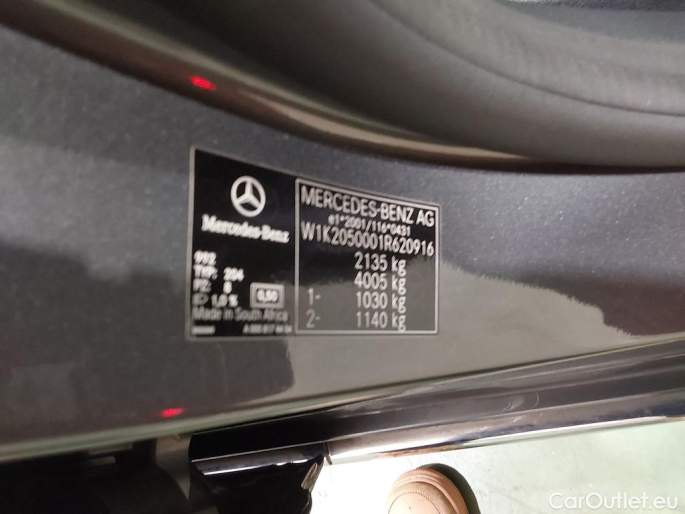 Mercedes-Benz
992
TYP: 204
PZ: 6
1,0 %
0,50
Made in South Africa
MERCEDES-BENZ AG
e1*2001/116*0431
W1K2050001R620916
2135 kg
4005 kg
1- 1030 kg
2- 1140 kg
CarOutlet.eu